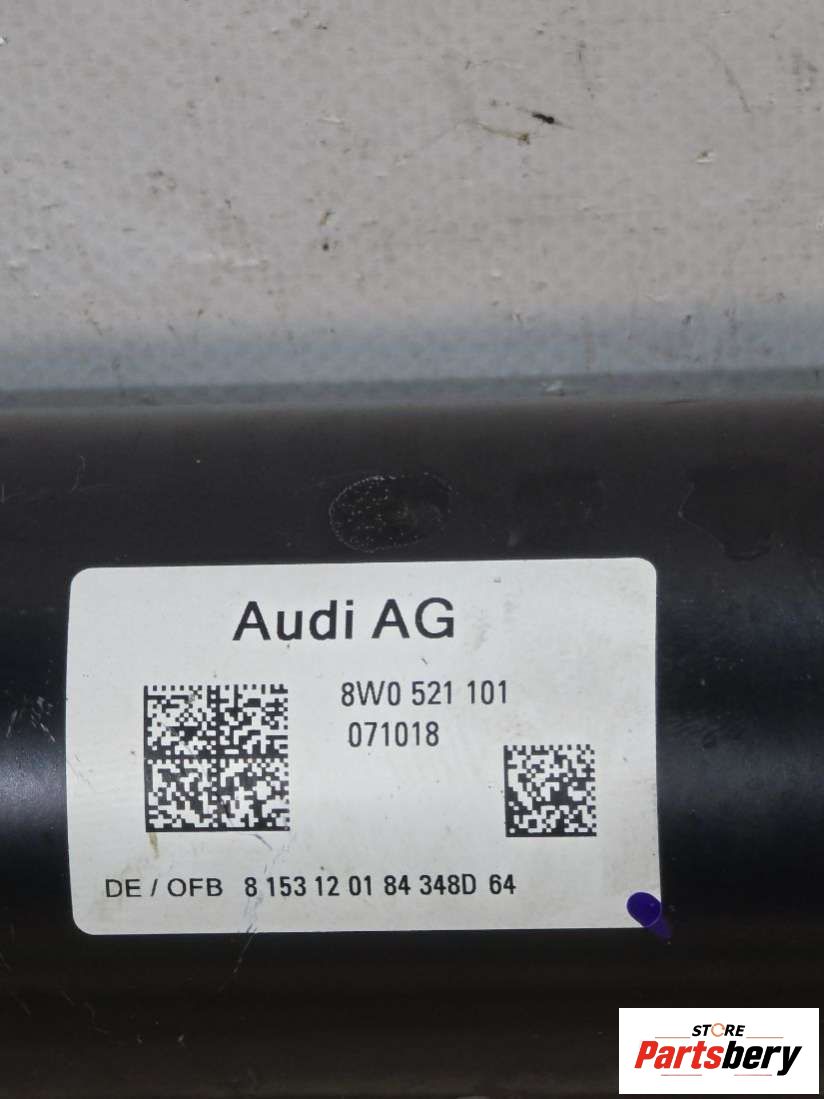 Audi AG
8W0 521 101
071018
DE / OFB 8 153 12 01 84 348D 64
STORE
Partsbery